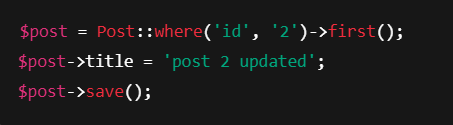 $post = Post::where('id', '2')->first();
$post->title = 'post 2 updated';
$post->save();